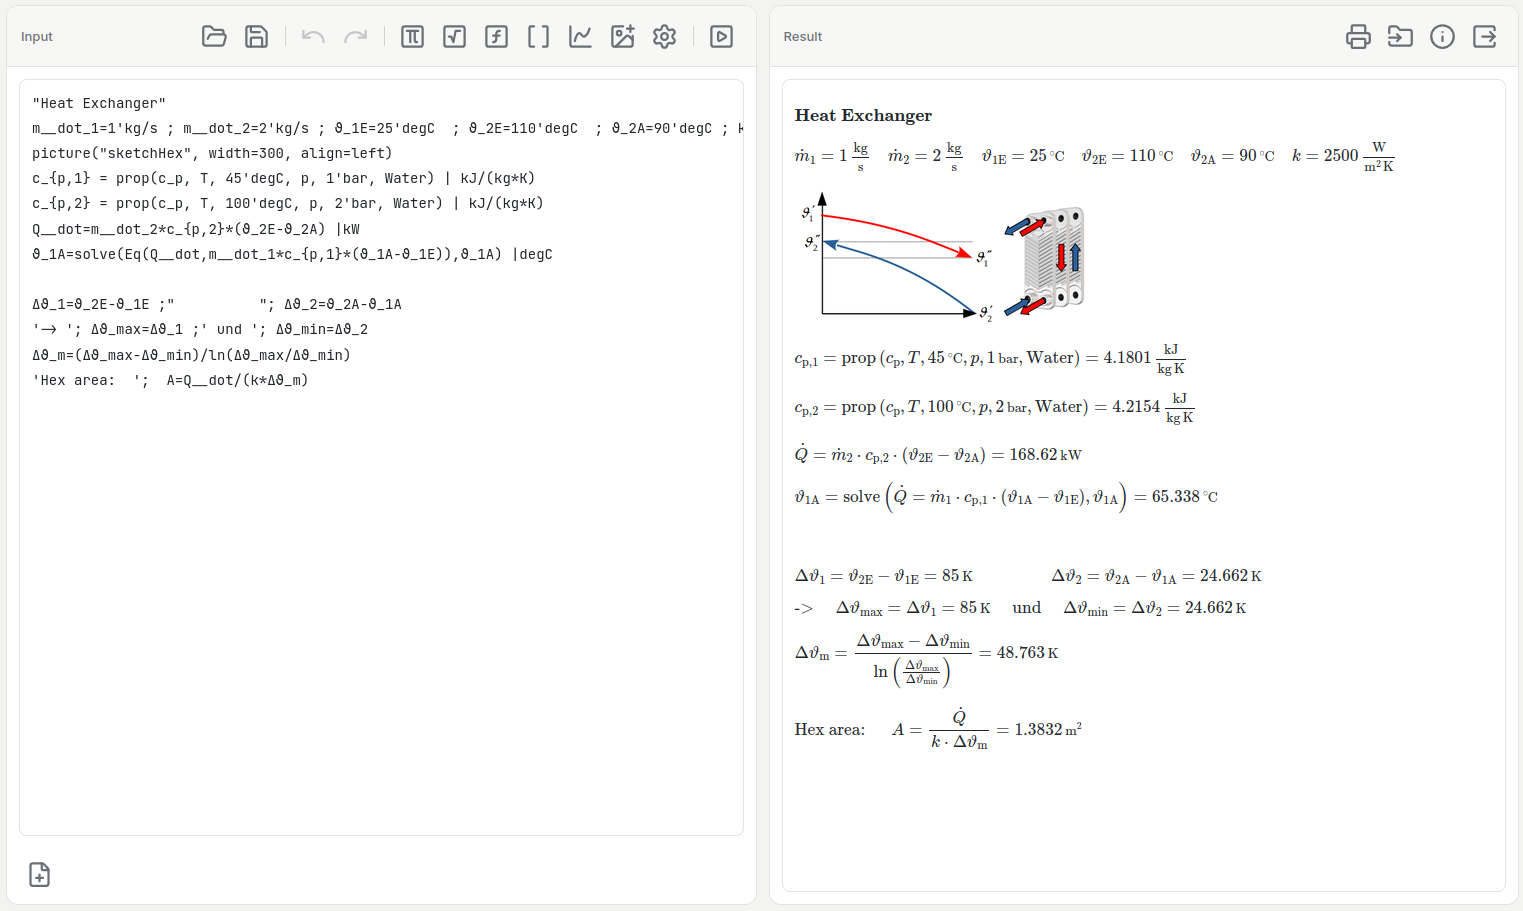 Input
"Heat Exchanger"
m__dot_1=1'kg/s ; m__dot_2=2'kg/s ; ϑ_1E=25'degC  ; ϑ_2E=110'degC  ; ϑ_2A=90'degC ; k
picture("sketchHex", width=300, align=left)
c_{p,1} = prop(c_p, T, 45'degC, p, 1'bar, Water) | kJ/(kg*K)
c_{p,2} = prop(c_p, T, 100'degC, p, 2'bar, Water) | kJ/(kg*K)
Q__dot=m__dot_2*c_{p,2}*(ϑ_2E-ϑ_2A) |kW
ϑ_1A=solve(Eq(Q__dot,m__dot_1*c_{p,1}*(ϑ_1A-ϑ_1E)),ϑ_1A) |degC
Δϑ_1=ϑ_2E-ϑ_1E ;"          "; Δϑ_2=ϑ_2A-ϑ_1A
'-> '; Δϑ_max=Δϑ_1 ;' und '; Δϑ_min=Δϑ_2
Δϑ_m=(Δϑ_max-Δϑ_min)/ln(Δϑ_max/Δϑ_min)
'Hex area:  ';  A=Q__dot/(k*Δϑ_m)
Result
Heat Exchanger
ṁ₁ = 1 kg/s   ṁ₂ = 2 kg/s   ϑ1E = 25 °C   ϑ2E = 110 °C   ϑ2A = 90 °C   k = 2500 W/(m² K)
ϑ₁′
ϑ₂″
ϑ₁″
ϑ₂′
cp,1 = prop (cp, T, 45 °C, p, 1 bar, Water) = 4.1801 kJ/(kg K)
cp,2 = prop (cp, T, 100 °C, p, 2 bar, Water) = 4.2154 kJ/(kg K)
Q̇ = ṁ₂ · cp,2 · (ϑ2E − ϑ2A) = 168.62 kW
ϑ1A = solve (Q̇ = ṁ₁ · cp,1 · (ϑ1A − ϑ1E), ϑ1A) = 65.338 °C
Δϑ₁ = ϑ2E − ϑ1E = 85 K   Δϑ₂ = ϑ2A − ϑ1A = 24.662 K
->   Δϑmax = Δϑ₁ = 85 K   und   Δϑmin = Δϑ₂ = 24.662 K
Δϑm = (Δϑmax − Δϑmin)/ln(Δϑmax/Δϑmin) = 48.763 K
Hex area:   A = Q̇/(k · Δϑm) = 1.3832 m²